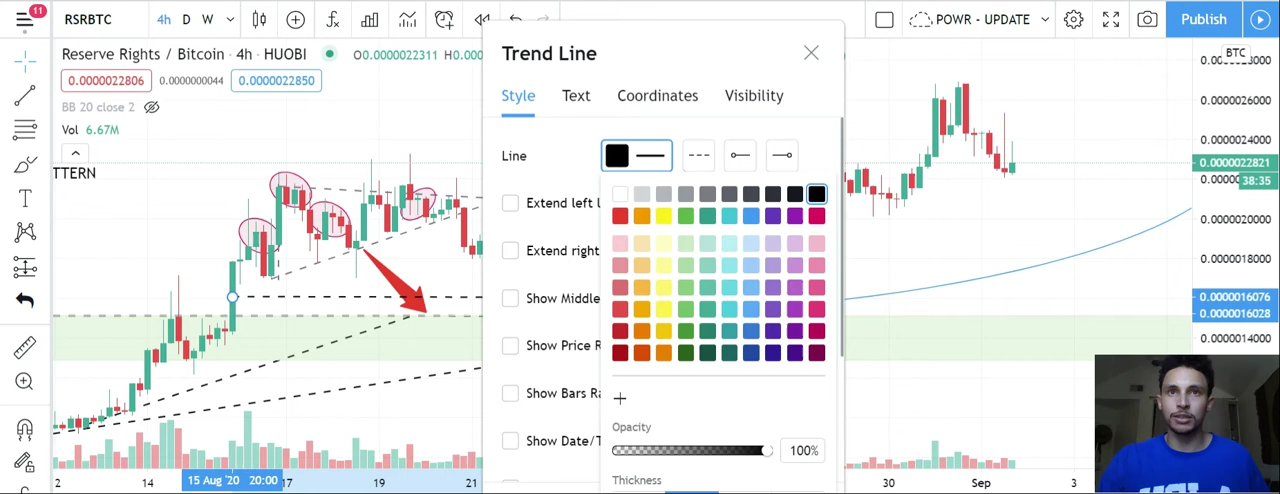 11
RSRBTC
4h D W
POWR - UPDATE
Publish
Reserve Rights / Bitcoin · 4h · HUOBI
O0.0000022311 H0.000
0.0000022806
0.0000000044
0.0000022850
BB 20 close 2
Vol 6.67M
TTERN
Trend Line
Style
Text
Coordinates
Visibility
Line
Extend left l
Extend right
Show Middle
Show Price R
Show Bars Ra
Show Date/T
Opacity
100%
Thickness
BTC
0.0000026000
0.0000024000
0.0000022821
38:35
0.0000020000
0.0000018000
0.0000016076
0.0000016028
0.0000014000
2
14
15 Aug '20 20:00
17
19
21
30
Sep
3